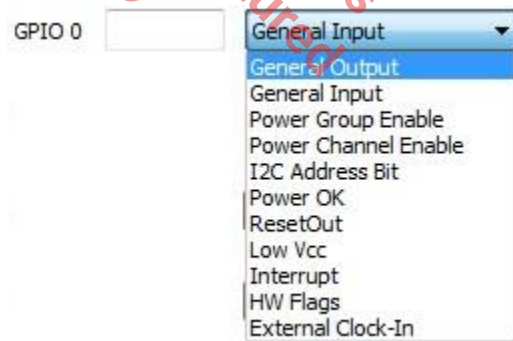 GPIO 0
General Input
General Output
General Input
Power Group Enable
Power Channel Enable
I2C Address Bit
Power OK
ResetOut
Low Vcc
Interrupt
HW Flags
External Clock-In